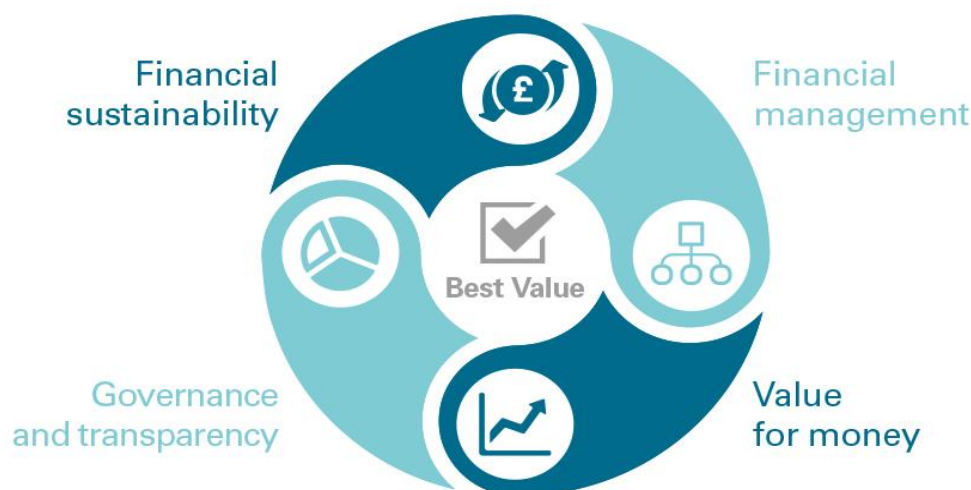 Financial
sustainability
£
Financial
management
Best Value
Governance
and transparency
Value
for money